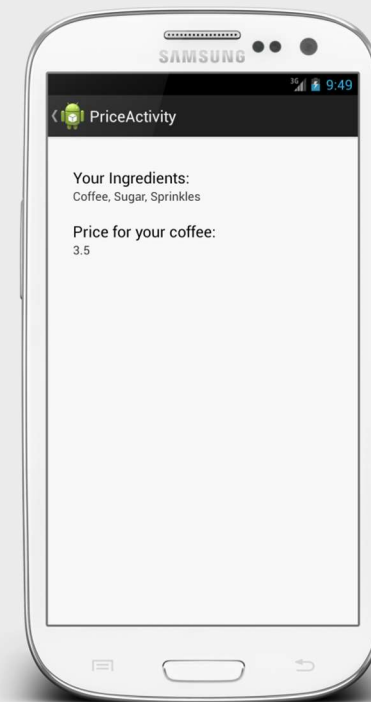 SAMSUNG
3G 9:49
PriceActivity
Your Ingredients:
Coffee, Sugar, Sprinkles
Price for your coffee:
3.5